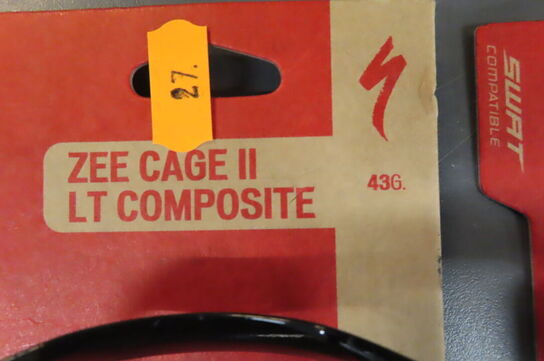 27.
ZEE CAGE II
LT COMPOSITE
43G.
SWAT
COMPATIBLE